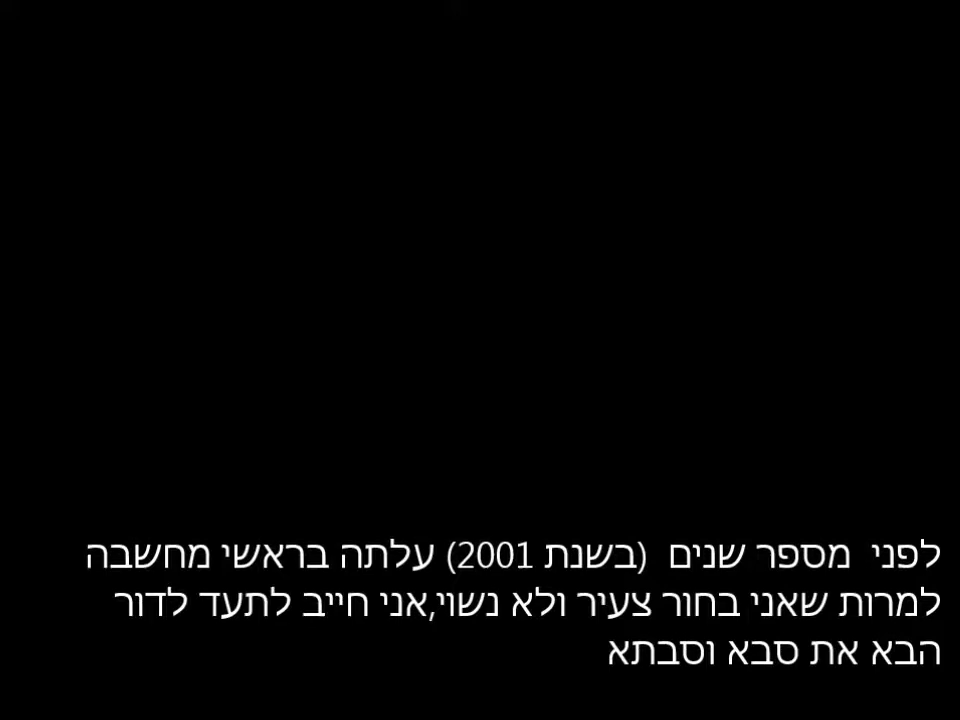 לפני מספר שנים (בשנת 2001) עלתה בראשי מחשבה
למרות שאני בחור צעיר ולא נשוי,אני חייב לתעד לדור
הבא את סבא וסבתא